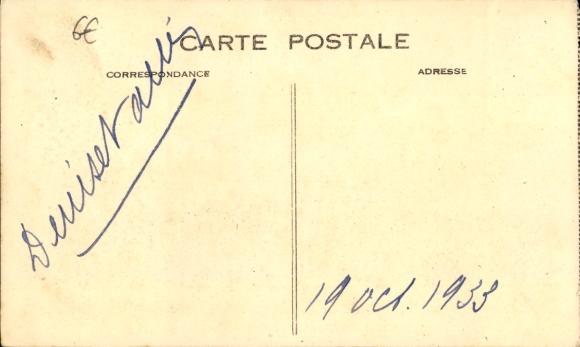 6€
CARTE POSTALE
CORRESPONDANCE
ADRESSE
Denise
19 oct. 1933